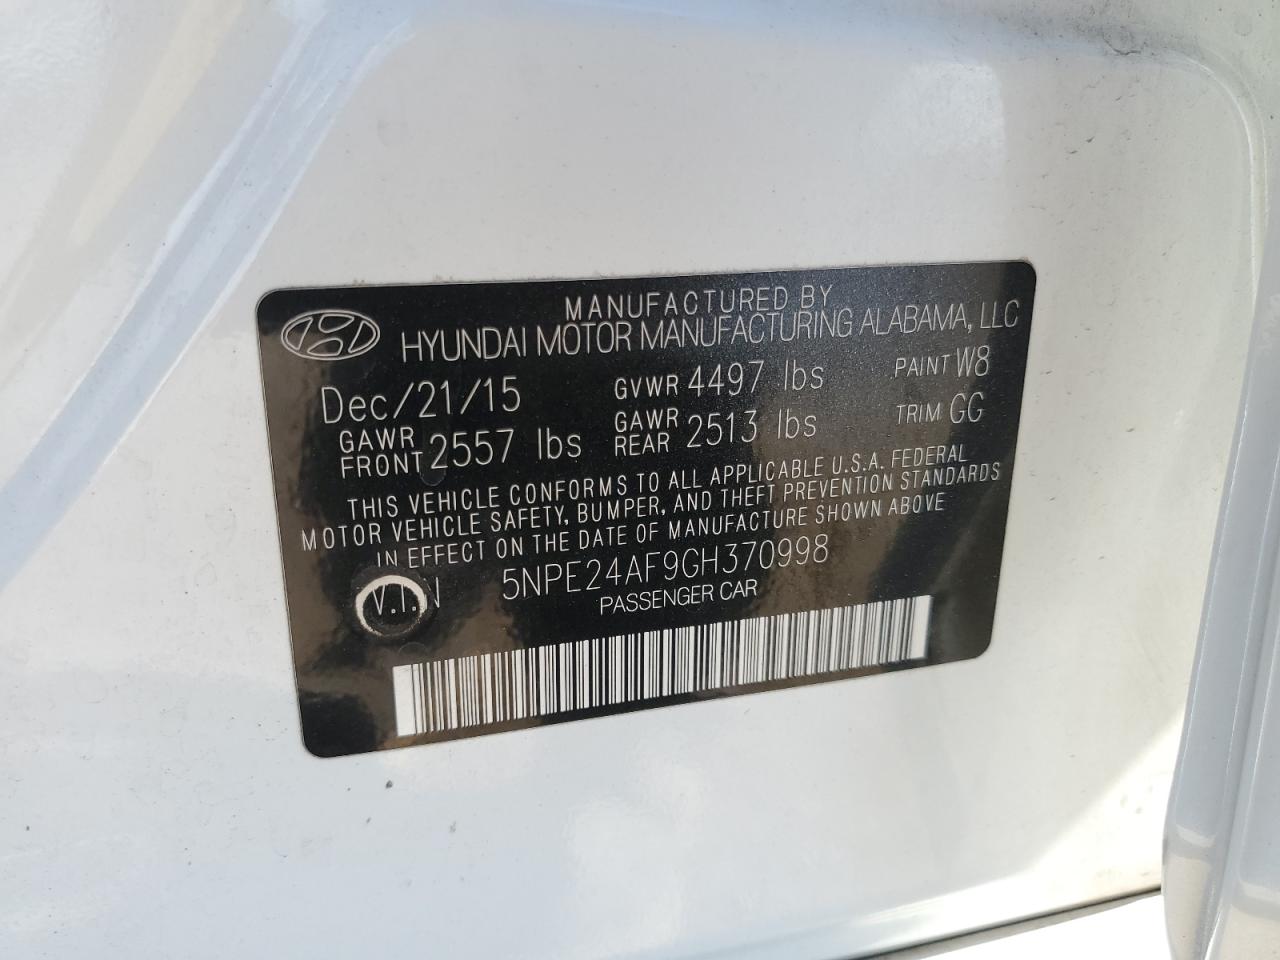 MANUFACTURED BY
HYUNDAI MOTOR MANUFACTURING ALABAMA, LLC
Dec/21/15 GVWR 4497 lbs PAINT W8
GAWR FRONT 2557 lbs GAWR REAR 2513 lbs TRIM GG
THIS VEHICLE CONFORMS TO ALL APPLICABLE U.S.A. FEDERAL
MOTOR VEHICLE SAFETY, BUMPER, AND THEFT PREVENTION STANDARDS
IN EFFECT ON THE DATE OF MANUFACTURE SHOWN ABOVE
V.I.N 5NPE24AF9GH370998
PASSENGER CAR